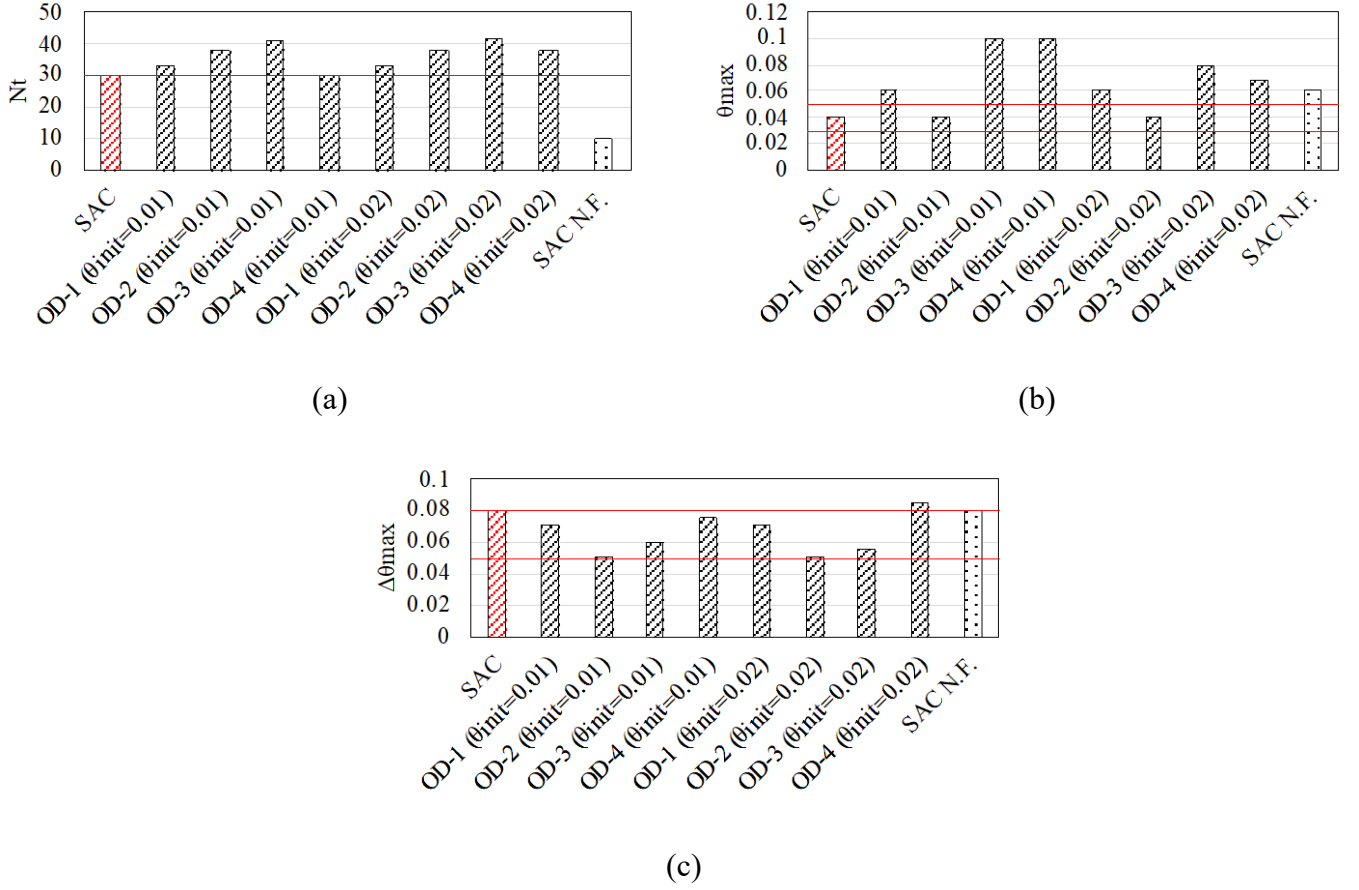 50
40
30
20
10
0
Nt
SAC
OD-1 (θinit=0.01)
OD-2 (θinit=0.01)
OD-3 (θinit=0.01)
OD-4 (θinit=0.01)
OD-1 (θinit=0.02)
OD-2 (θinit=0.02)
OD-3 (θinit=0.02)
OD-4 (θinit=0.02)
SAC N.F.
(a)
0.12
0.1
0.08
0.06
0.04
0.02
0
θmax
SAC
OD-1 (θinit=0.01)
OD-2 (θinit=0.01)
OD-3 (θinit=0.01)
OD-4 (θinit=0.01)
OD-1 (θinit=0.02)
OD-2 (θinit=0.02)
OD-3 (θinit=0.02)
OD-4 (θinit=0.02)
SAC N.F.
(b)
0.1
0.08
0.06
0.04
0.02
0
Δθmax
SAC
OD-1 (θinit=0.01)
OD-2 (θinit=0.01)
OD-3 (θinit=0.01)
OD-4 (θinit=0.01)
OD-1 (θinit=0.02)
OD-2 (θinit=0.02)
OD-3 (θinit=0.02)
OD-4 (θinit=0.02)
SAC N.F.
(c)